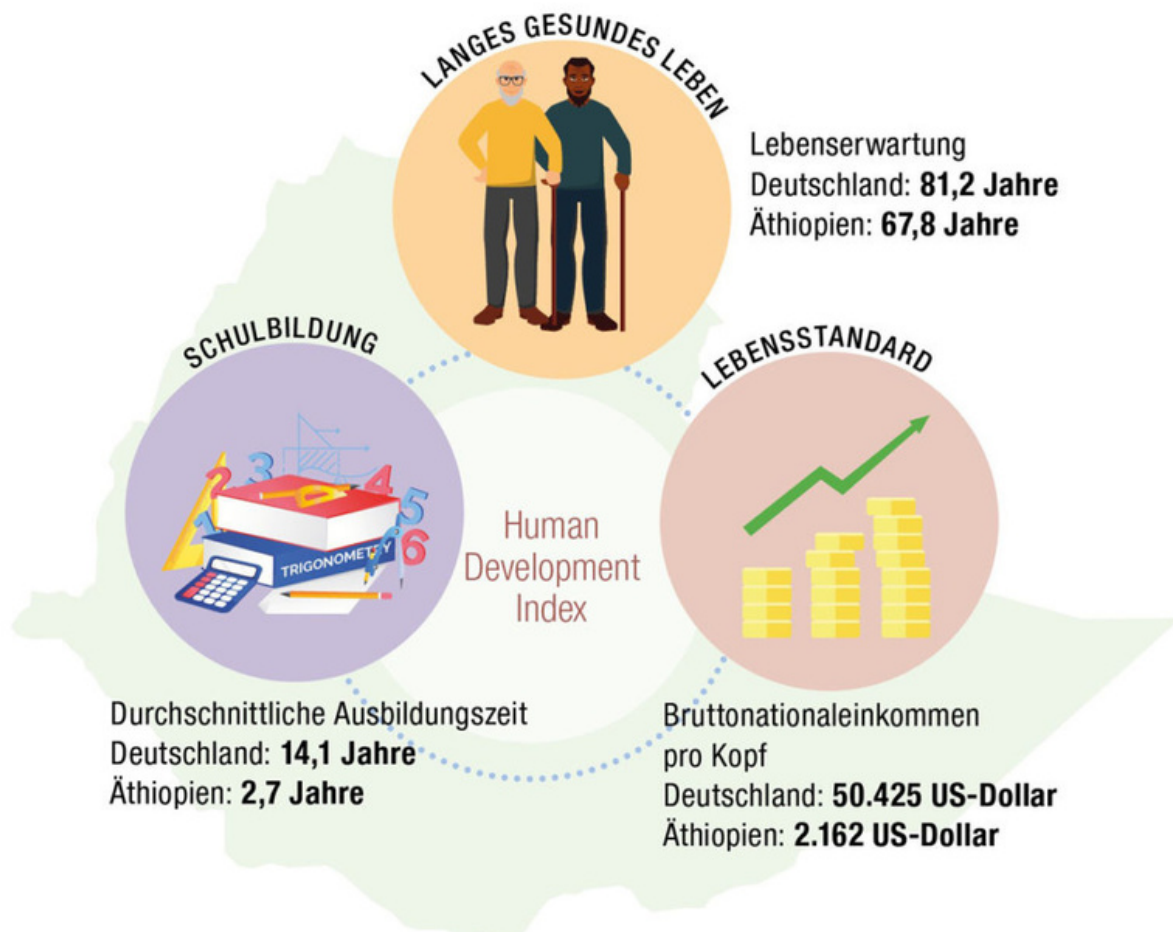 LANGES GESUNDES LEBEN
Lebenserwartung
Deutschland: 81,2 Jahre
Äthiopien: 67,8 Jahre
SCHULBILDUNG
1 2 3 4 5 6
TRIGONOMETRY
Durchschnittliche Ausbildungszeit
Deutschland: 14,1 Jahre
Äthiopien: 2,7 Jahre
Human
Development
Index
LEBENSSTANDARD
Bruttonationaleinkommen
pro Kopf
Deutschland: 50.425 US-Dollar
Äthiopien: 2.162 US-Dollar